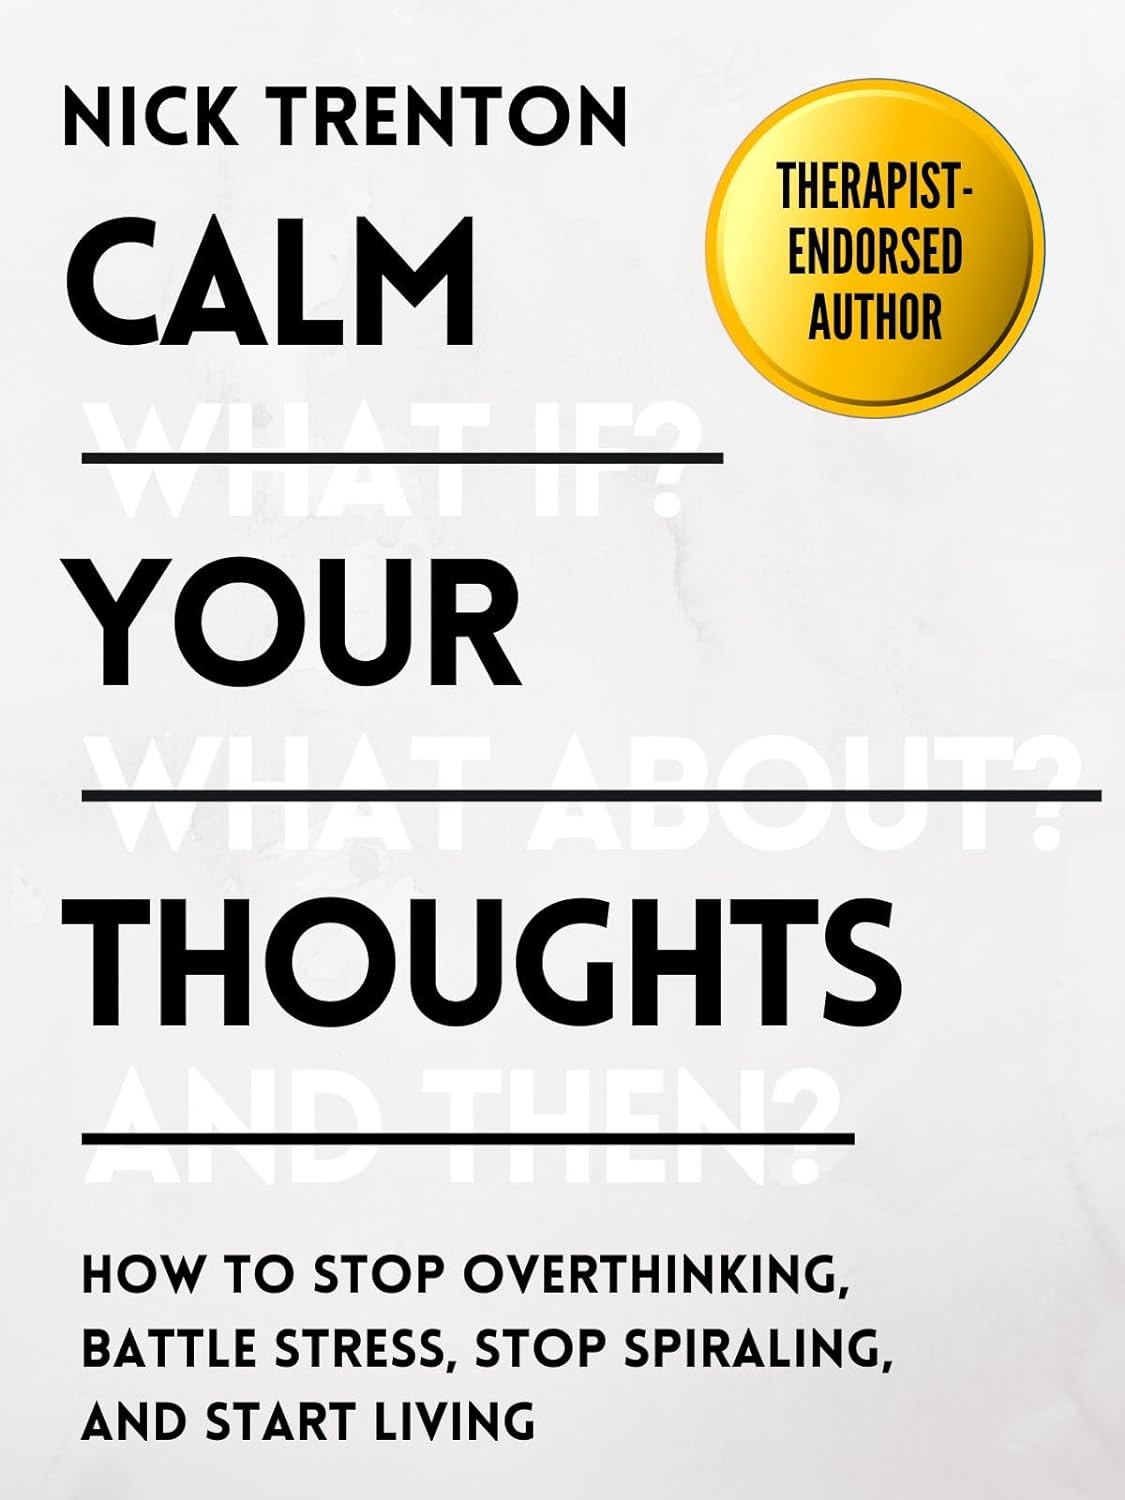 NICK TRENTON
THERAPIST-
ENDORSED
AUTHOR
CALM
WHAT IF?
YOUR
WHAT ABOUT?
THOUGHTS
AND THEN?
HOW TO STOP OVERTHINKING,
BATTLE STRESS, STOP SPIRALING,
AND START LIVING